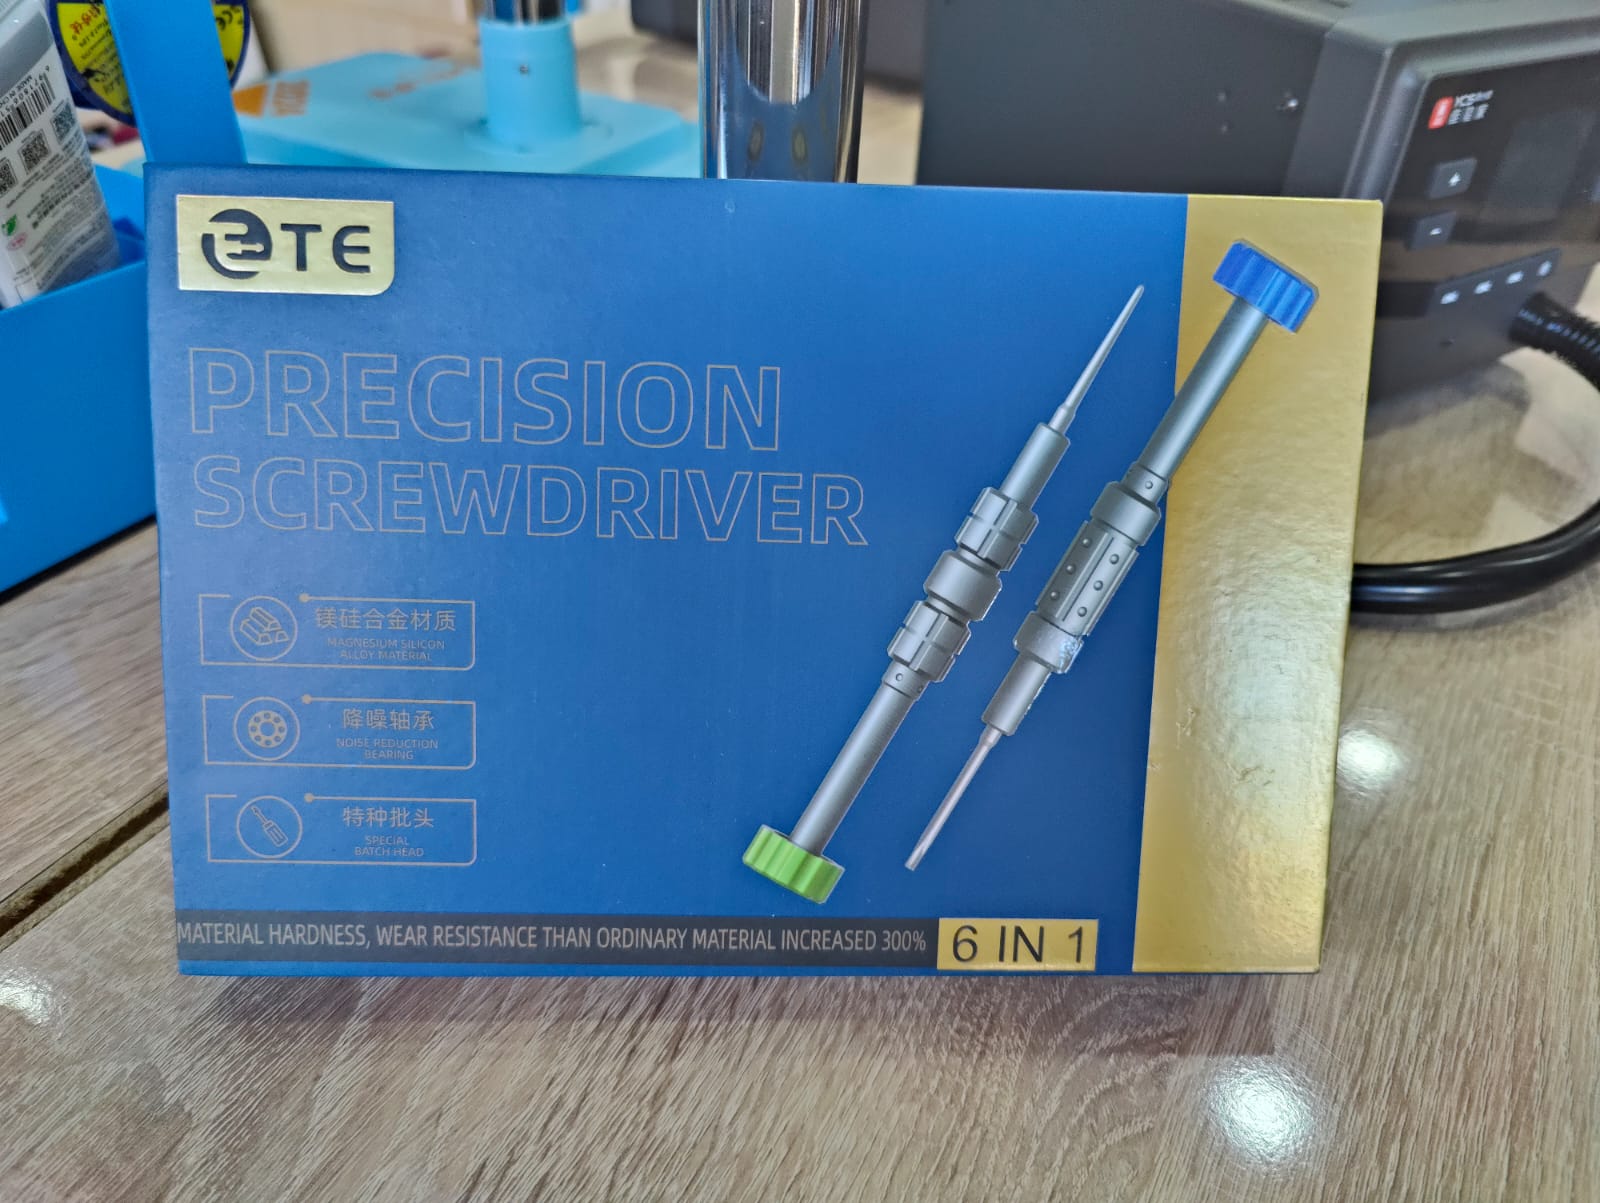 TE
PRECISION
SCREWDRIVER
镁硅合金材质
MAGNESIUM SILICON
ALLOY MATERIAL
降噪轴承
NOISE REDUCTION
BEARING
特种批头
SPECIAL
BATCH HEAD
MATERIAL HARDNESS, WEAR RESISTANCE THAN ORDINARY MATERIAL INCREASED 300%
6 IN 1